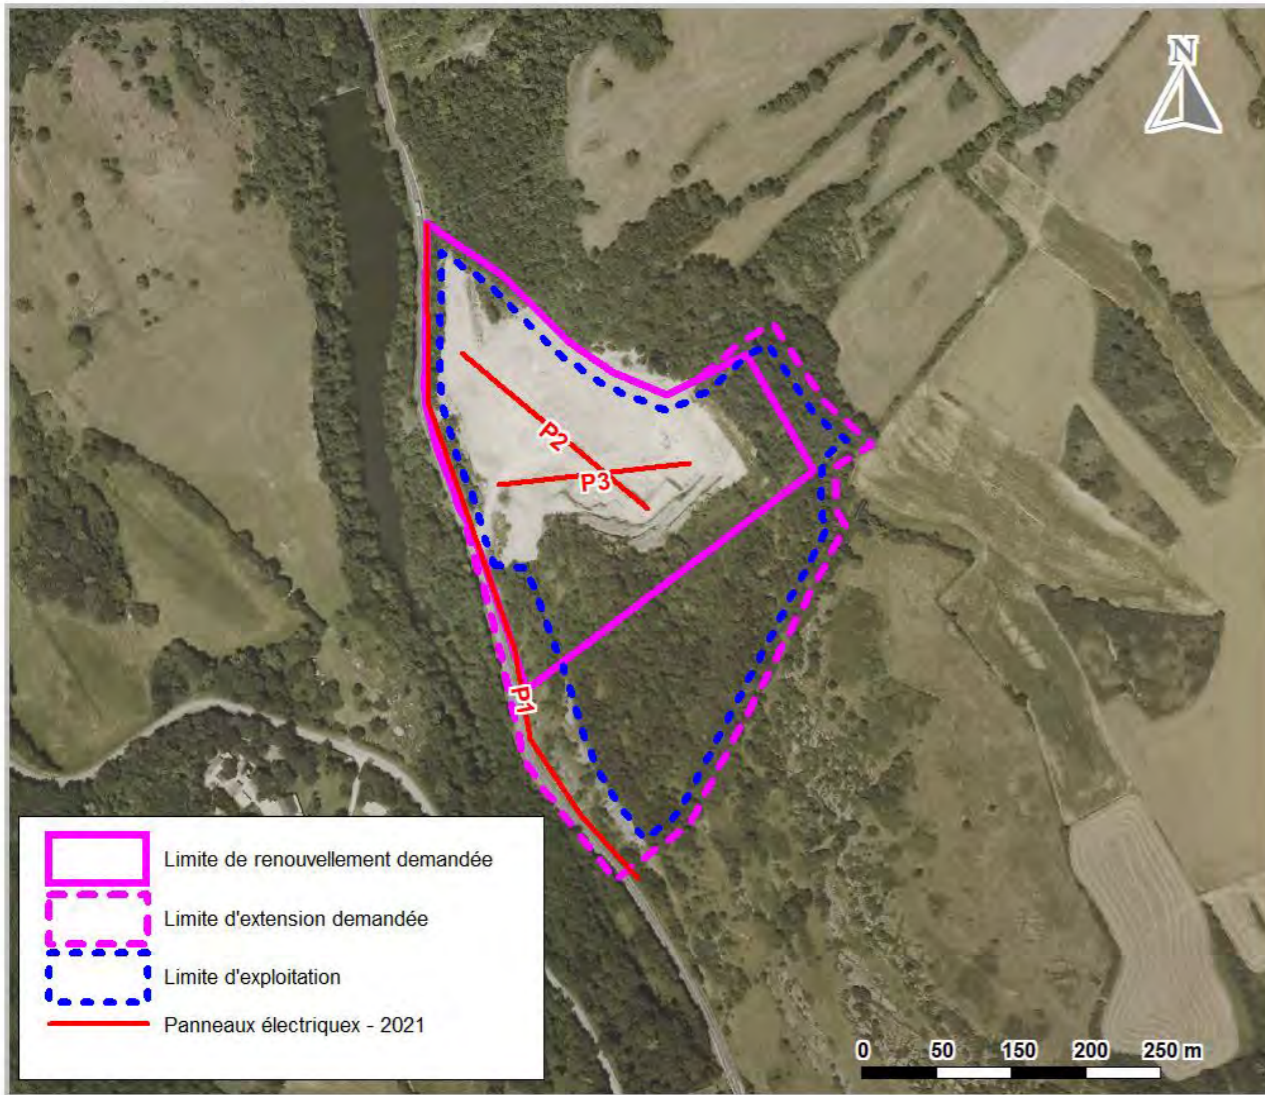 N
P2
P3
P1
Limite de renouvellement demandée
Limite d'extension demandée
Limite d'exploitation
Panneaux électriquex - 2021
0 50 150 200 250 m